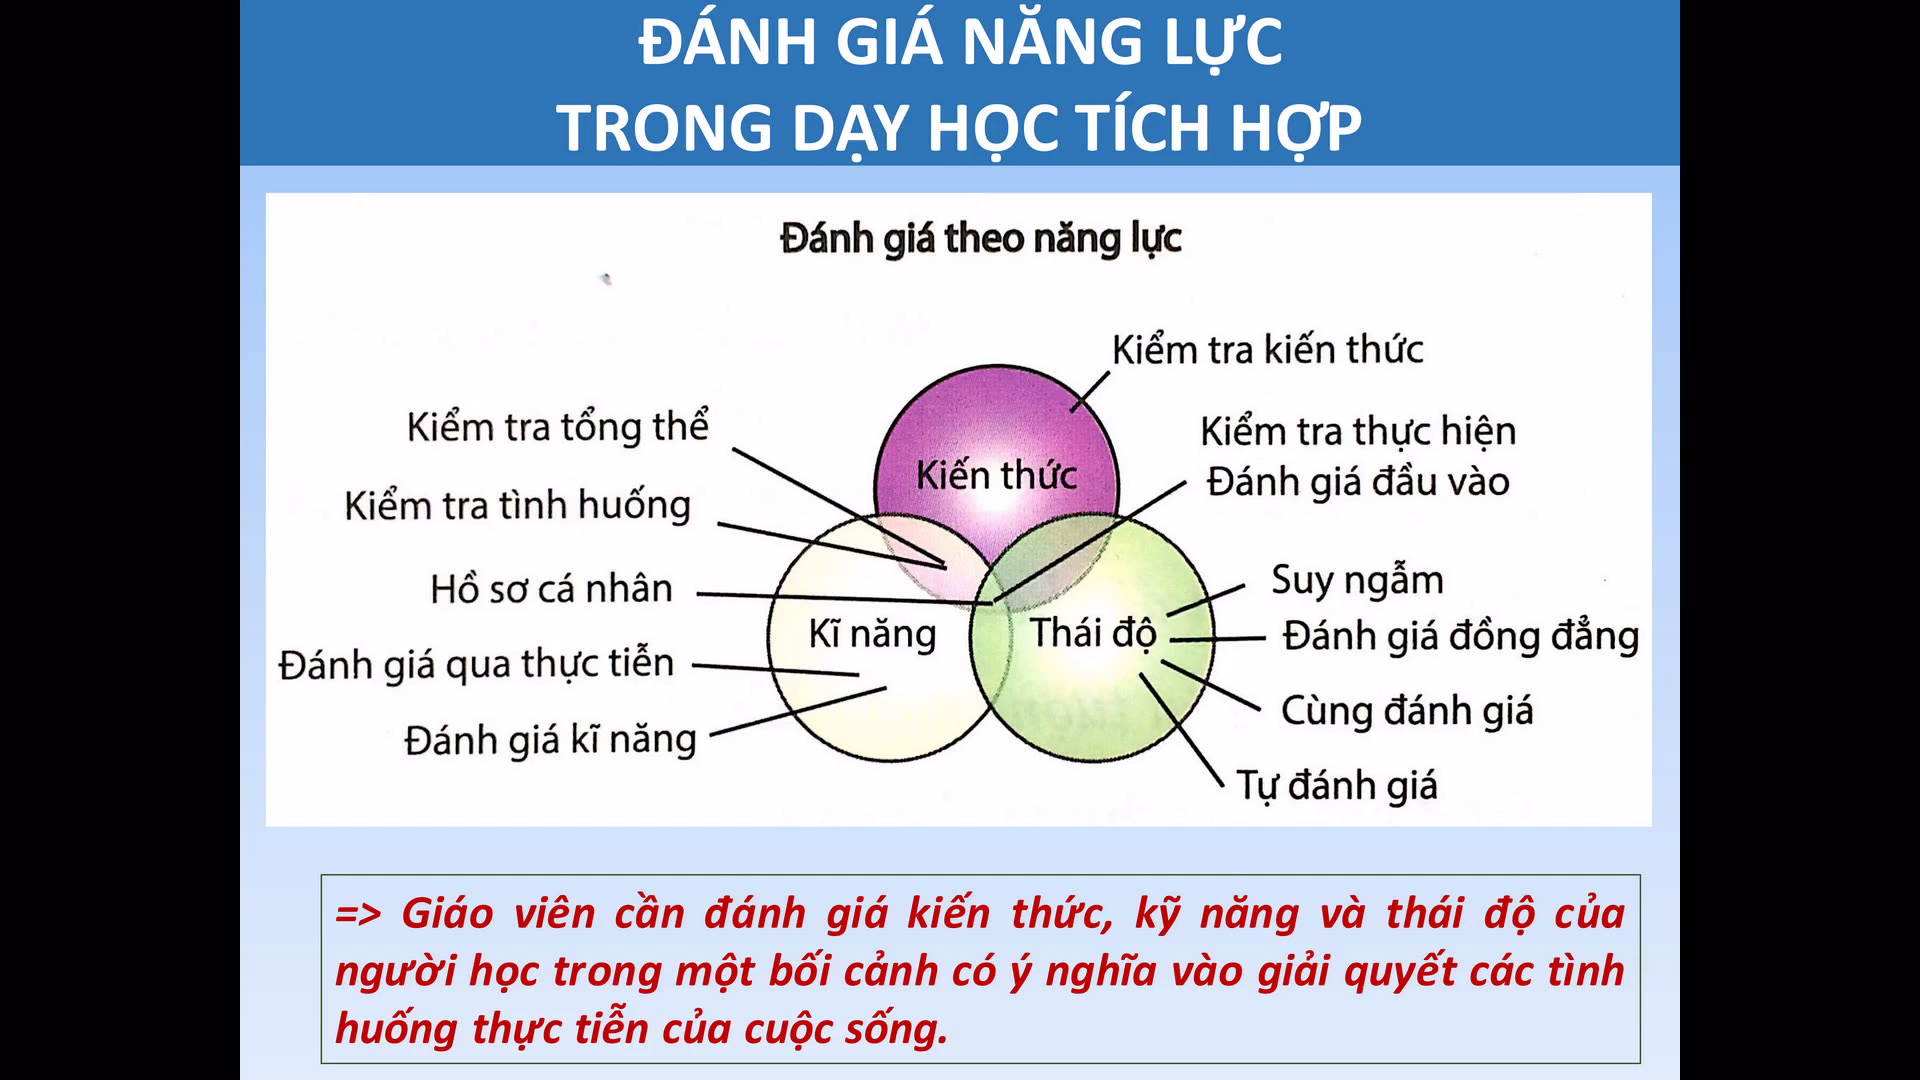 ĐÁNH GIÁ NĂNG LỰC
TRONG DẠY HỌC TÍCH HỢP
Đánh giá theo năng lực
Kiểm tra kiến thức
Kiểm tra tổng thể
Kiểm tra thực hiện
Kiến thức
Đánh giá đầu vào
Kiểm tra tình huống
Hồ sơ cá nhân
Suy ngẫm
Kĩ năng
Thái độ
Đánh giá đồng đẳng
Đánh giá qua thực tiễn
Cùng đánh giá
Đánh giá kĩ năng
Tự đánh giá
=> Giáo viên cần đánh giá kiến thức, kỹ năng và thái độ của
người học trong một bối cảnh có ý nghĩa vào giải quyết các tình
huống thực tiễn của cuộc sống.